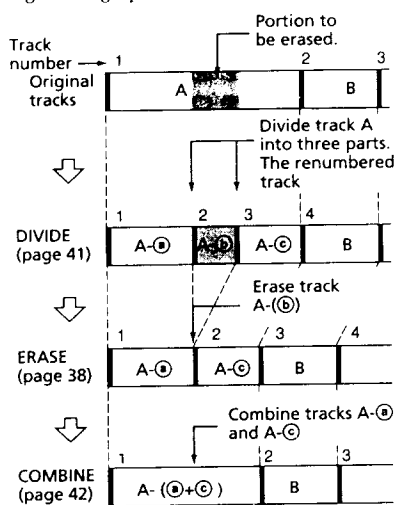 Portion to
be erased.
Track
number → 1
2 3
Original
tracks
A B
Divide track A
into three parts.
The renumbered
track
1 2 3 4
DIVIDE
(page 41)
A-ⓐ A-ⓑ A-ⓒ B
Erase track
A-(ⓑ)
1 2 3 4
ERASE
(page 38)
A-ⓐ A-ⓒ B
Combine tracks A-ⓐ
and A-ⓒ
1 2 3
COMBINE
(page 42)
A- (ⓐ+ⓒ) B